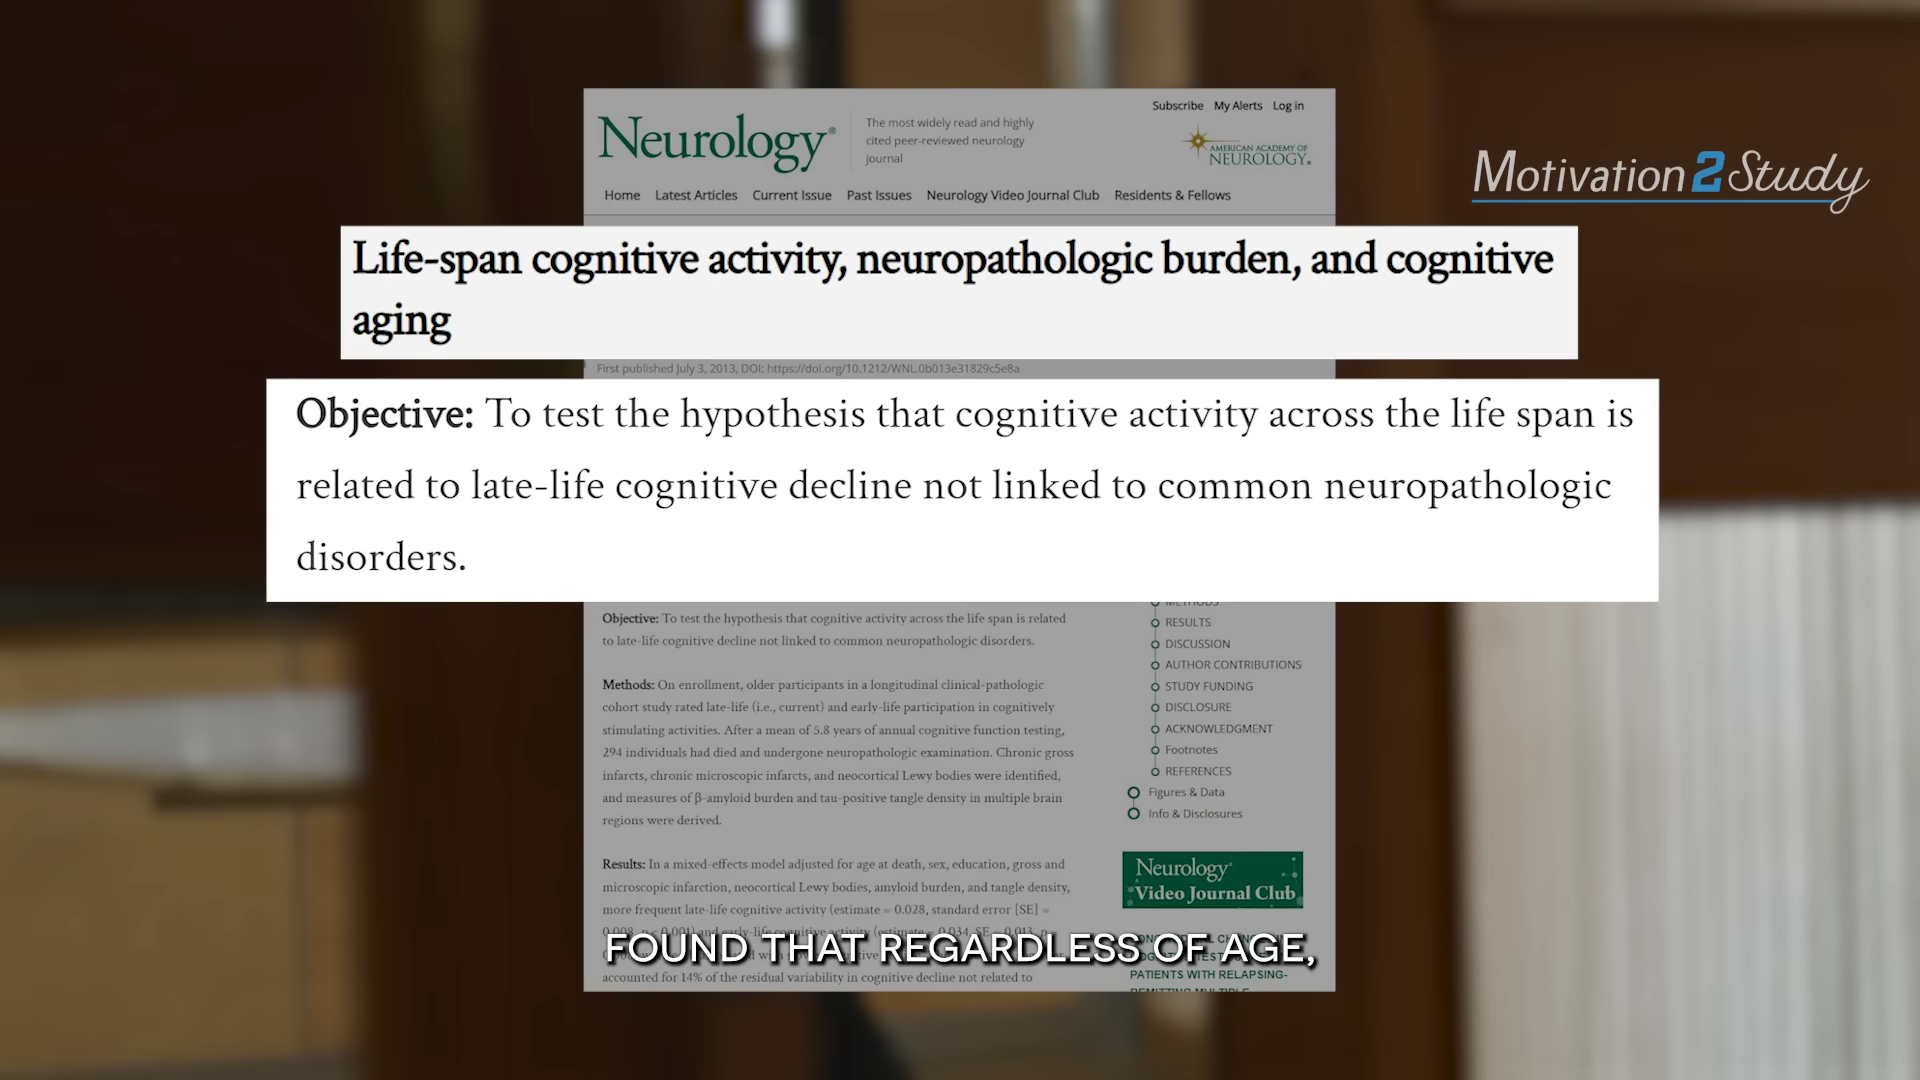 Subscribe My Alerts Log in
Neurology®
The most widely read and highly
cited peer-reviewed neurology
journal
AMERICAN ACADEMY OF
NEUROLOGY®
Home Latest Articles Current Issue Past Issues Neurology Video Journal Club Residents & Fellows
Motivation2Study
Life-span cognitive activity, neuropathologic burden, and cognitive
aging
First published July 3, 2013, DOI: https://doi.org/10.1212/WNL.0b013e31829c5e8a
Objective: To test the hypothesis that cognitive activity across the life span is
related to late-life cognitive decline not linked to common neuropathologic
disorders.
Objective: To test the hypothesis that cognitive activity across the life span is related
to late-life cognitive decline not linked to common neuropathologic disorders.
Methods: On enrollment, older participants in a longitudinal clinical-pathologic
cohort study rated late-life (i.e., current) and early-life participation in cognitively
stimulating activities. After a mean of 5.8 years of annual cognitive function testing,
294 individuals had died and undergone neuropathologic examination. Chronic gross
infarcts, chronic microscopic infarcts, and neocortical Lewy bodies were identified,
and measures of β-amyloid burden and tau-positive tangle density in multiple brain
regions were derived.
Results: In a mixed-effects model adjusted for age at death, sex, education, gross and
microscopic infarction, neocortical Lewy bodies, amyloid burden, and tangle density,
more frequent late-life cognitive activity (estimate = 0.028, standard error [SE] =
accounted for 14% of the residual variability in cognitive decline not related to
METHODS
RESULTS
DISCUSSION
AUTHOR CONTRIBUTIONS
STUDY FUNDING
DISCLOSURE
ACKNOWLEDGMENT
Footnotes
REFERENCES
Figures & Data
Info & Disclosures
Neurology®
Video Journal Club
PATIENTS WITH RELAPSING-
REMITTING MULTIPLE
FOUND THAT REGARDLESS OF AGE,